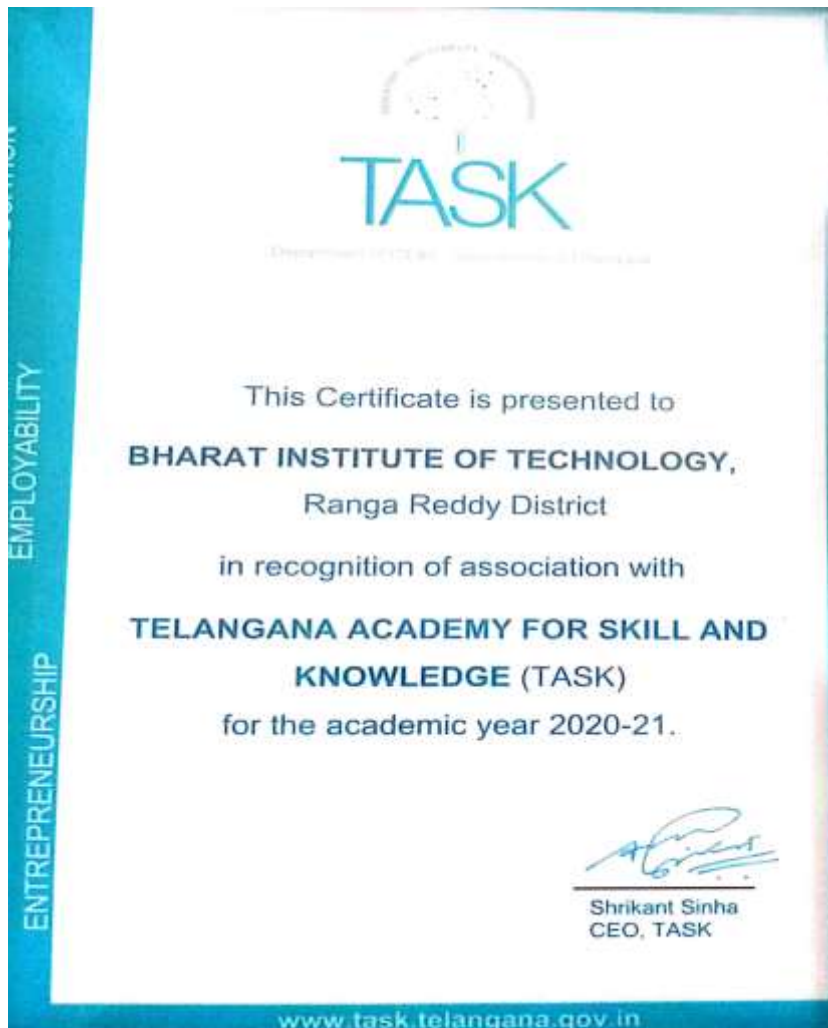 TASK
This Certificate is presented to
BHARAT INSTITUTE OF TECHNOLOGY,
Ranga Reddy District
in recognition of association with
TELANGANA ACADEMY FOR SKILL AND
KNOWLEDGE (TASK)
for the academic year 2020-21.
Shrikant Sinha
CEO, TASK
EMPLOYABILITY
ENTREPRENEURSHIP
www.task.telangana.gov.in